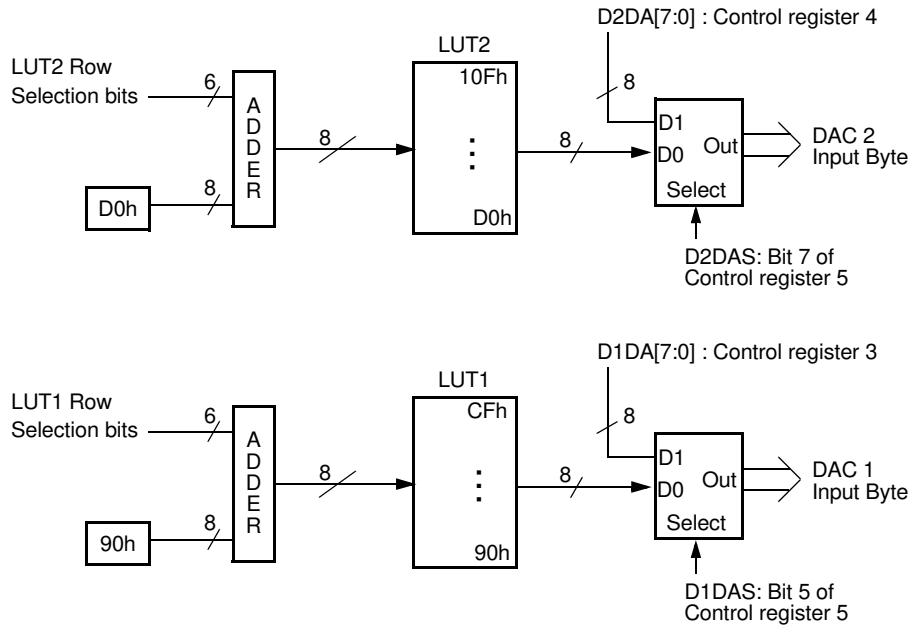 D2DA[7:0] : Control register 4
LUT2
LUT2 Row
Selection bits
6
A
D
D
E
R
8
10Fh
8
D1
D0
Out
Select
DAC 2
Input Byte
8
D0h
8
D0h
D2DAS: Bit 7 of
Control register 5
D1DA[7:0] : Control register 3
LUT1
LUT1 Row
Selection bits
6
A
D
D
E
R
8
CFh
8
D1
D0
Out
Select
DAC 1
Input Byte
8
90h
8
90h
D1DAS: Bit 5 of
Control register 5